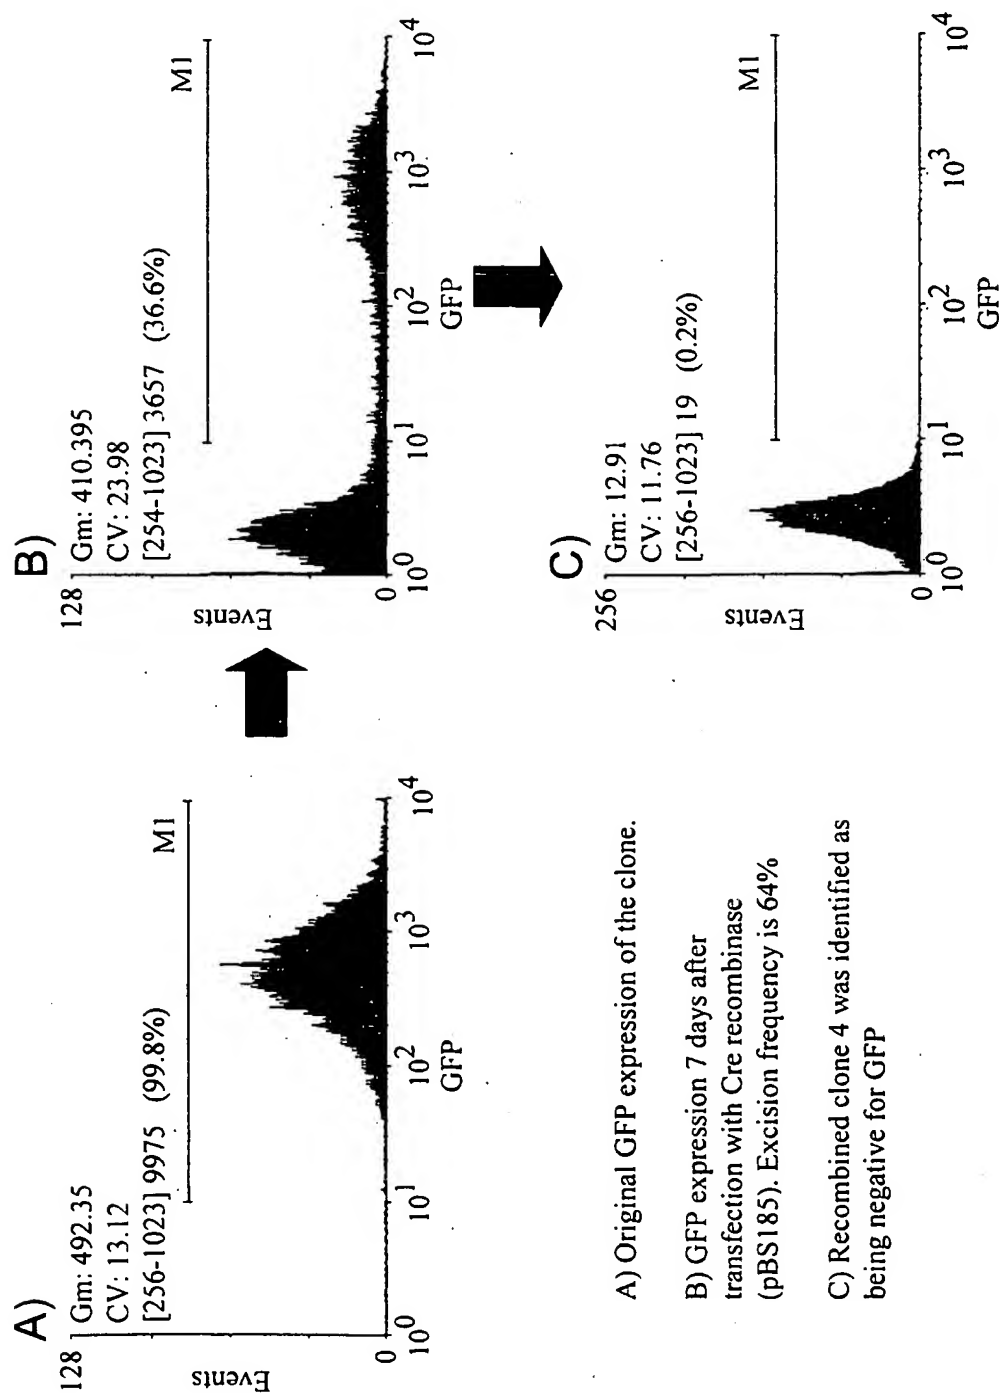 A)
128
Gm: 492.35
CV: 13.12
[256-1023] 9975 (99.8%)
M1
Events
0
10^0 10^1 10^2 10^3 10^4
GFP
B)
128
Gm: 410.395
CV: 23.98
[254-1023] 3657 (36.6%)
M1
Events
0
10^0 10^1 10^2 10^3 10^4
GFP
C)
256
Gm: 12.91
CV: 11.76
[256-1023] 19 (0.2%)
M1
Events
0
10^0 10^1 10^2 10^3 10^4
GFP
A) Original GFP expression of the clone.
B) GFP expression 7 days after
transfection with Cre recombinase
(pBS185). Excision frequency is 64%
C) Recombined clone 4 was identified as
being negative for GFP